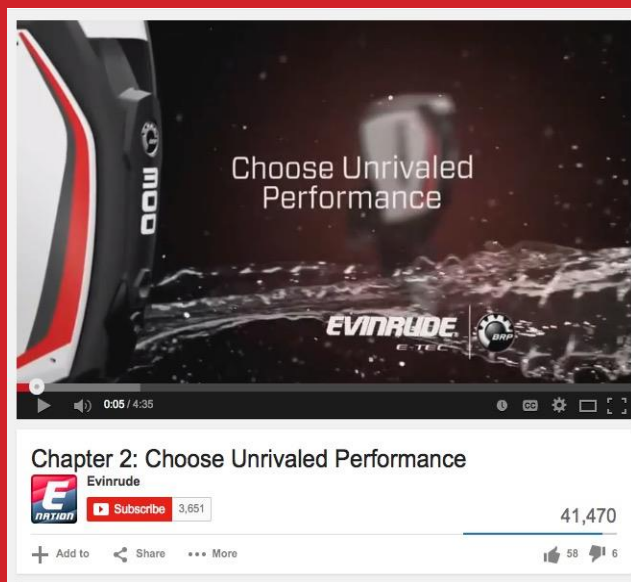 Choose Unrivaled
Performance
EVINRUDE
E-TEC
BRP
0:05 / 4:35
CC
Chapter 2: Choose Unrivaled Performance
E
NATION
Evinrude
Subscribe 3,651
41,470
Add to Share More
58 6